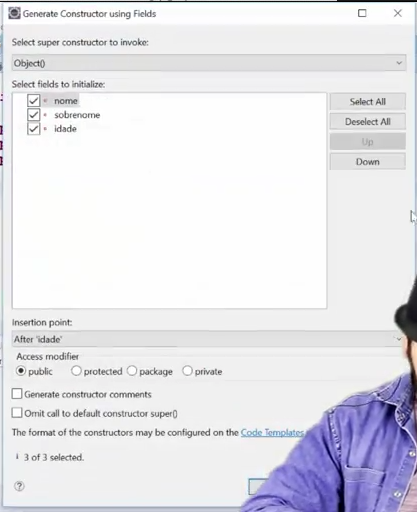 Generate Constructor using Fields
Select super constructor to invoke:
Object()
Select fields to initialize:
nome
sobrenome
idade
Select All
Deselect All
Up
Down
Insertion point:
After 'idade'
Access modifier
public protected package private
Generate constructor comments
Omit call to default constructor super()
The format of the constructors may be configured on the Code Templates
i 3 of 3 selected.
?